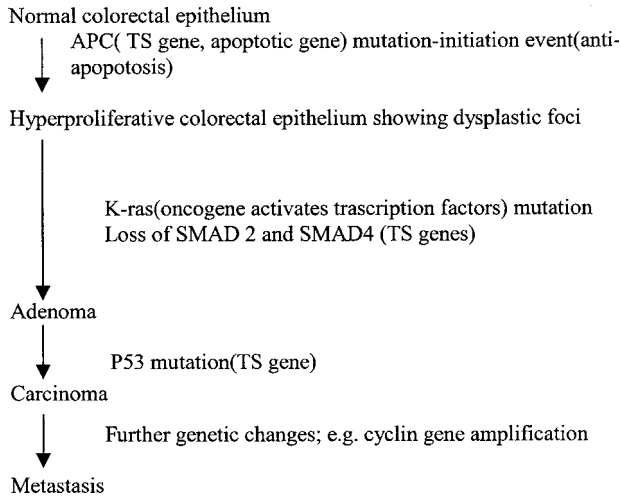 Normal colorectal epithelium
APC( TS gene, apoptotic gene) mutation-initiation event(anti-
apopotosis)
Hyperproliferative colorectal epithelium showing dysplastic foci
K-ras(oncogene activates trascription factors) mutation
Loss of SMAD 2 and SMAD4 (TS genes)
Adenoma
P53 mutation(TS gene)
Carcinoma
Further genetic changes; e.g. cyclin gene amplification
Metastasis